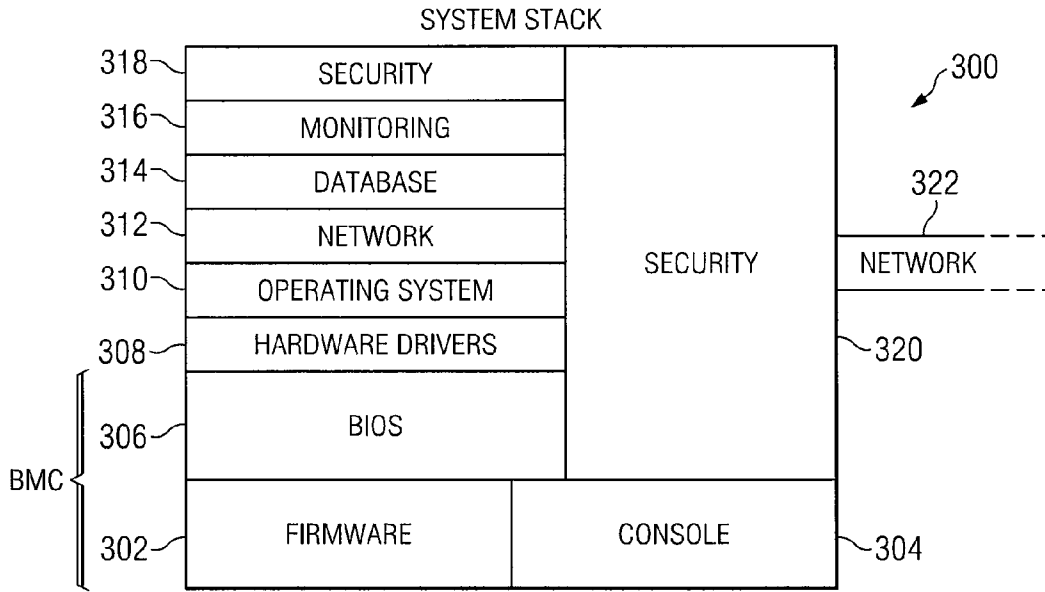 SYSTEM STACK
318 SECURITY
300
316 MONITORING
314 DATABASE
322
312 NETWORK
SECURITY
NETWORK
310 OPERATING SYSTEM
308 HARDWARE DRIVERS
320
306 BIOS
BMC
302 FIRMWARE
CONSOLE 304